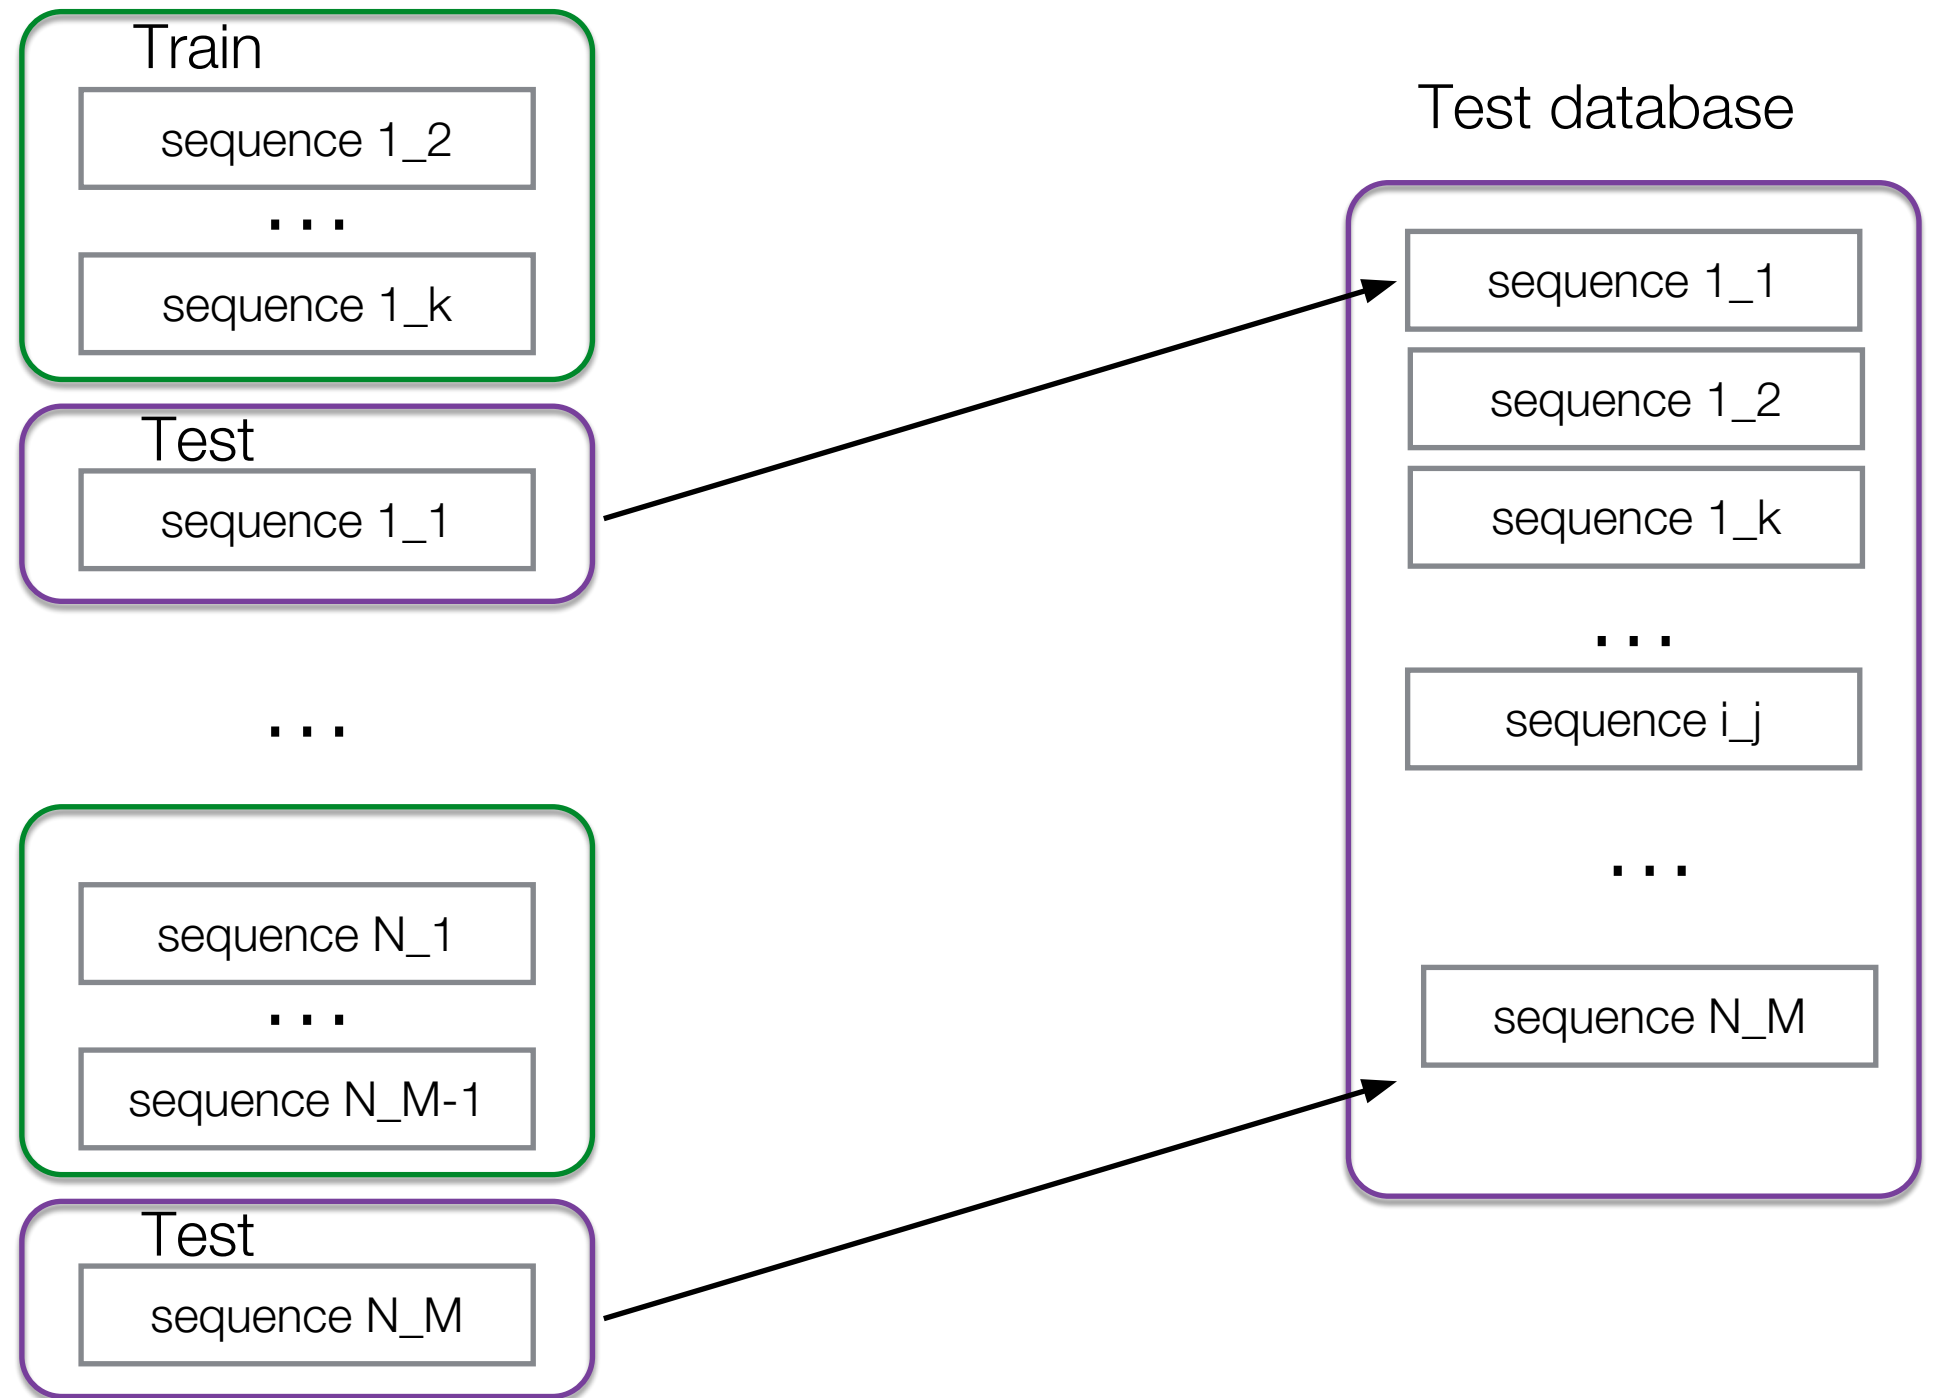 Train
sequence 1_2
...
sequence 1_k
Test
sequence 1_1
...
sequence N_1
...
sequence N_M-1
Test
sequence N_M
Test database
sequence 1_1
sequence 1_2
sequence 1_k
...
sequence i_j
...
sequence N_M